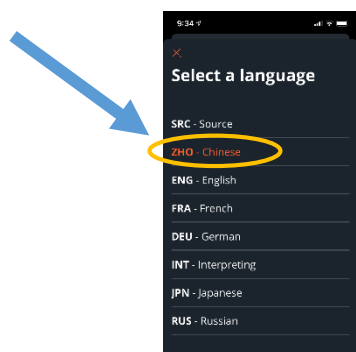 9:34
Select a language
SRC - Source
ZHO - Chinese
ENG - English
FRA - French
DEU - German
INT - Interpreting
JPN - Japanese
RUS - Russian